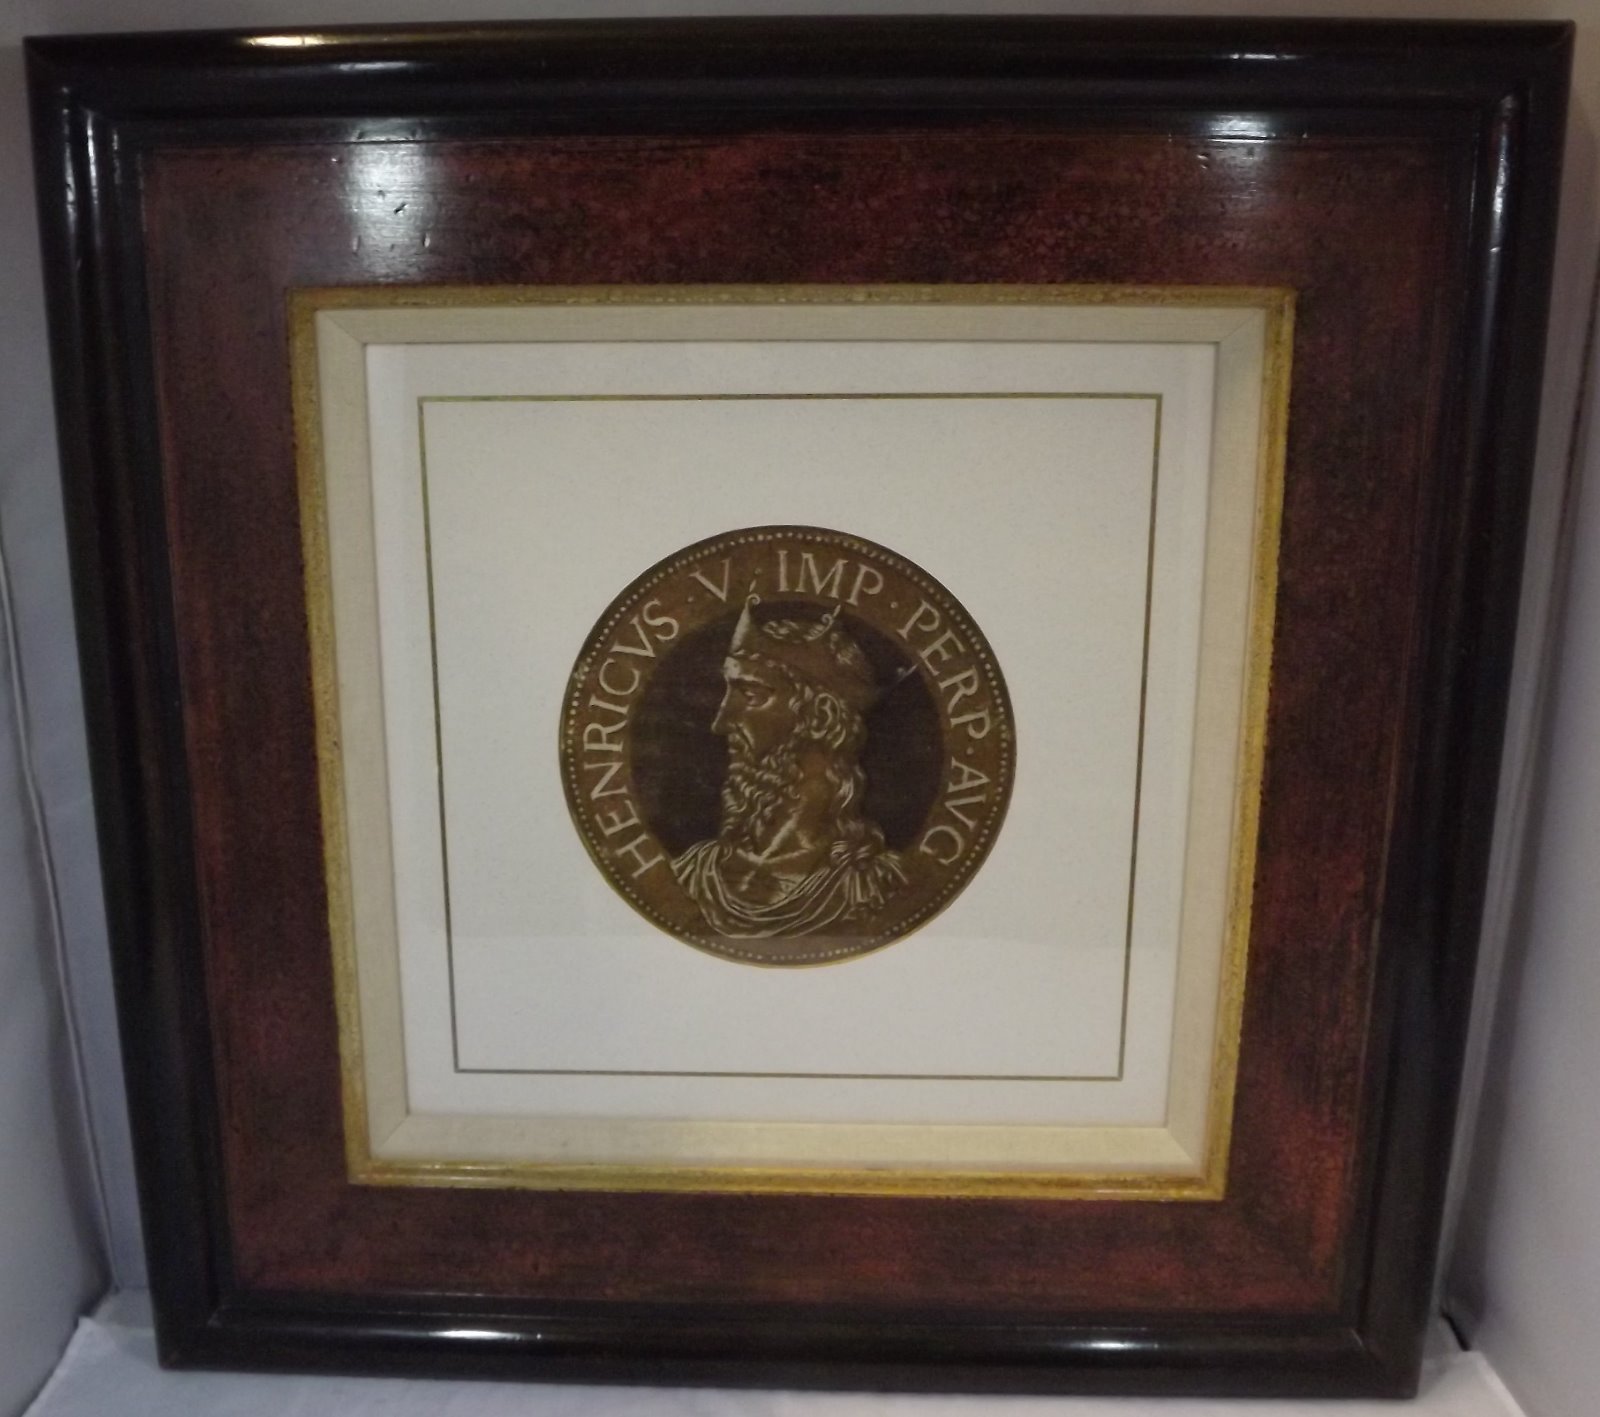 HENRICVS · V · IMP · PERP · AVG